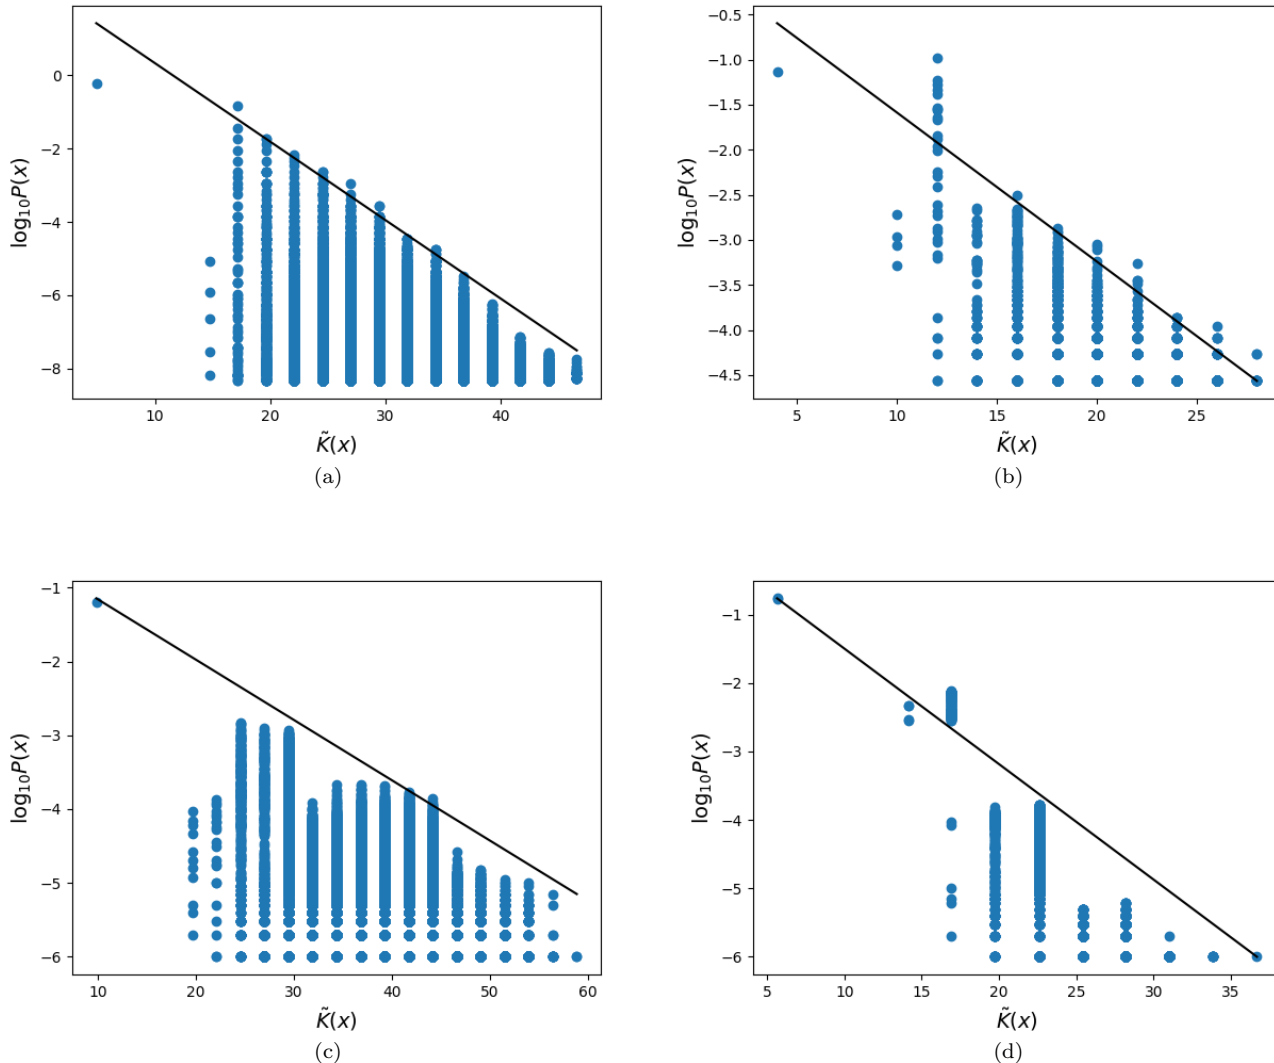 0
−2
−4
−6
−8
log₁₀P(x)
10 20 30 40
K̃(x)
(a)
−0.5
−1.0
−1.5
−2.0
−2.5
−3.0
−3.5
−4.0
−4.5
log₁₀P(x)
5 10 15 20 25
K̃(x)
(b)
−1
−2
−3
−4
−5
−6
log₁₀P(x)
10 20 30 40 50 60
K̃(x)
(c)
−1
−2
−3
−4
−5
−6
log₁₀P(x)
5 10 15 20 25 30 35
K̃(x)
(d)